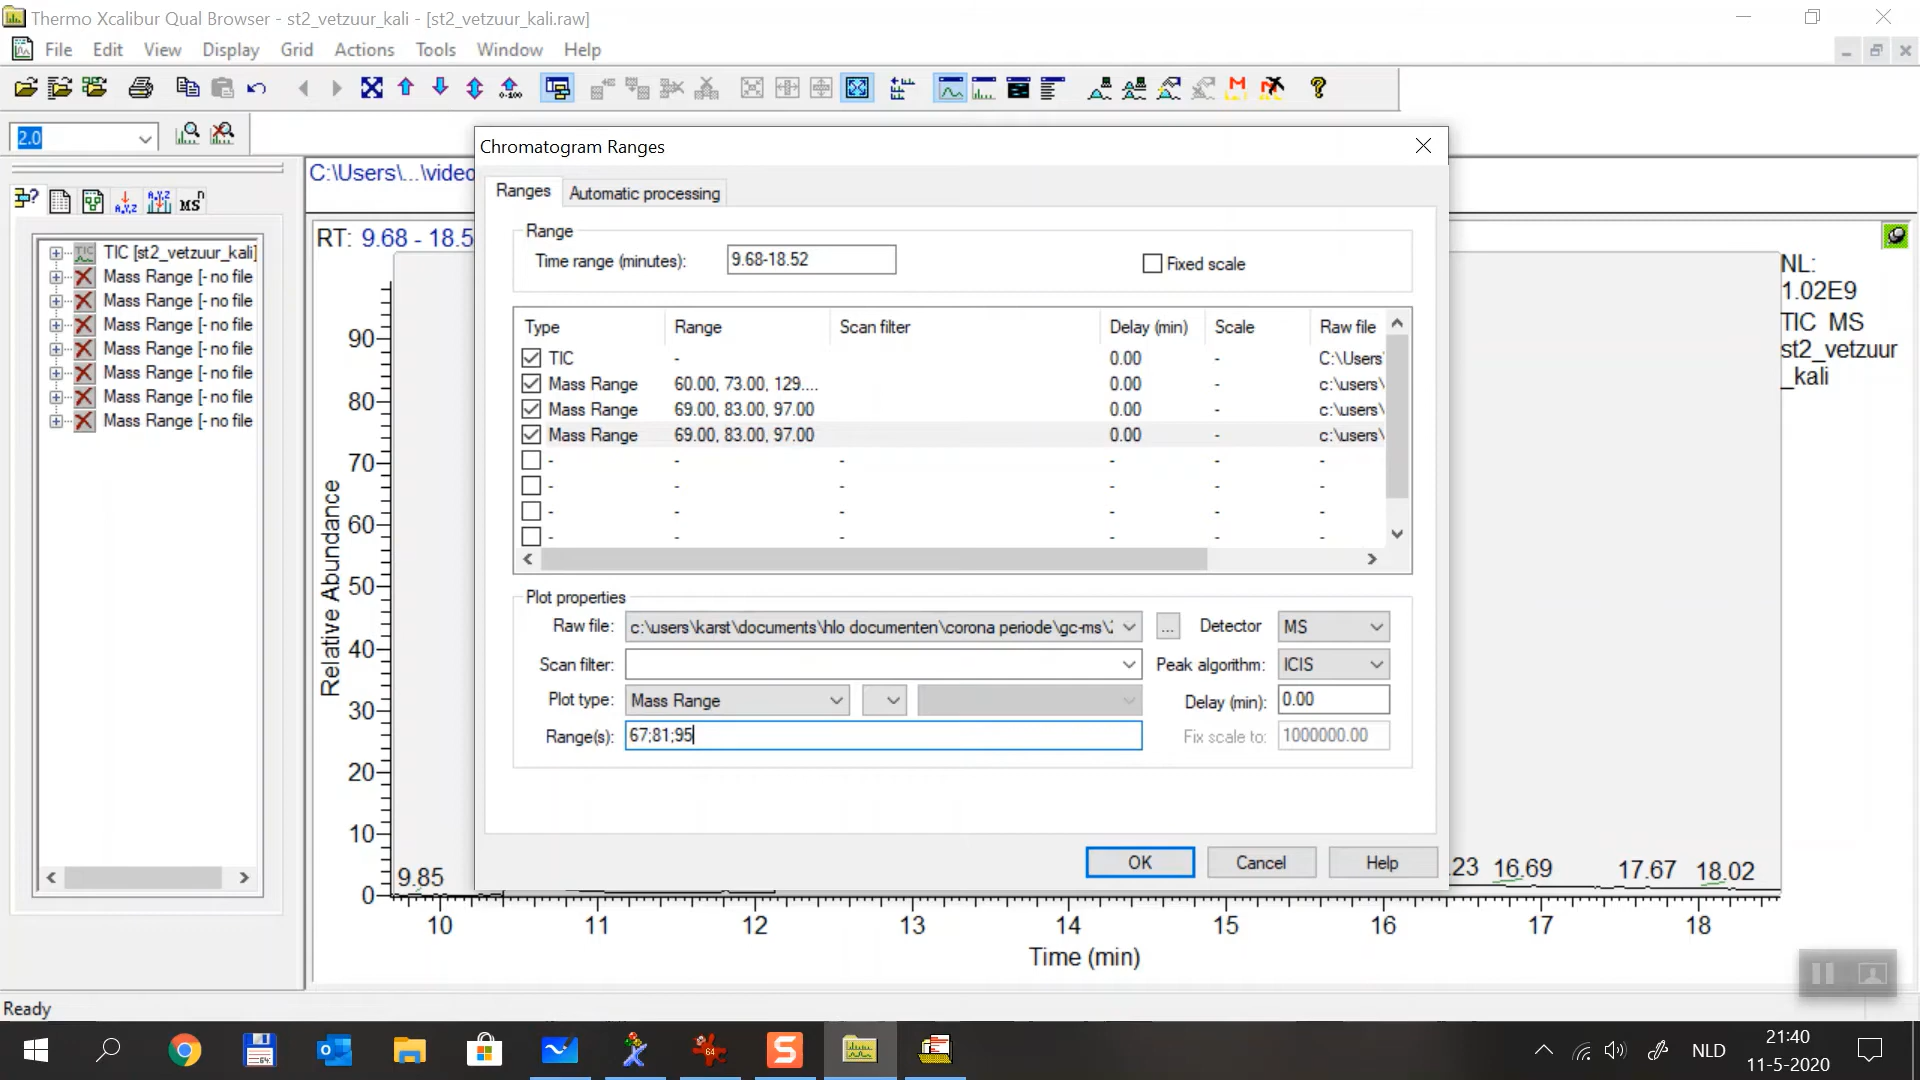 Thermo Xcalibur Qual Browser - st2_vetzuur_kali - [st2_vetzuur_kali.raw]
File Edit View Display Grid Actions Tools Window Help
0-100
2.0
C:\Users\...\video
Chromatogram Ranges
Ranges Automatic processing
MS n
RT: 9.68 - 18.5
Range
Time range (minutes): 9.68-18.52 Fixed scale
TIC [st2_vetzuur_kali]
Mass Range [- no file
Mass Range [- no file
Mass Range [- no file
Mass Range [- no file
Mass Range [- no file
Mass Range [- no file
Mass Range [- no file
Type Range Scan filter Delay (min) Scale Raw file
TIC - 0.00 - C:\Users'
Mass Range 60.00, 73.00, 129.... 0.00 - c:\users\
Mass Range 69.00, 83.00, 97.00 0.00 - c:\users\
Mass Range 69.00, 83.00, 97.00 0.00 - c:\users\
- - - - - -
- - - - - -
- - - - - -
- - - - - -
NL:
1.02E9
TIC MS
st2_vetzuur
_kali
Plot properties
Raw file: c:\users\karst\documents\hlo documenten\corona periode\gc-ms\ ... Detector MS
Scan filter: Peak algorithm: ICIS
Plot type: Mass Range Delay (min): 0.00
Range(s): 67;81;95 Fix scale to: 1000000.00
OK Cancel Help
Relative Abundance
90
80
70
60
50
40
30
20
10
0
9.85 .23 16.69 17.67 18.02
10 11 12 13 14 15 16 17 18
Time (min)
Ready
64
64
S
NLD
21:40
11-5-2020